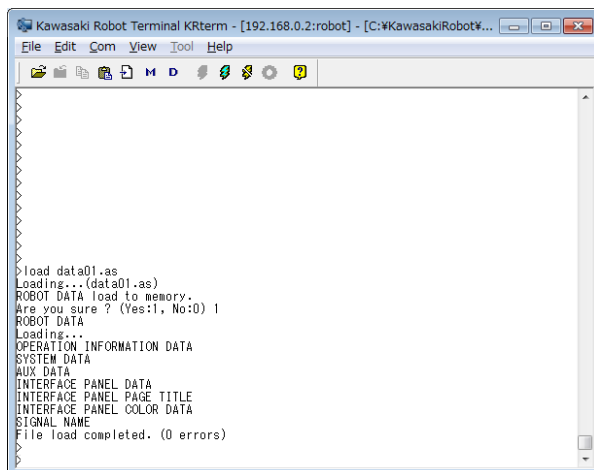 Kawasaki Robot Terminal KRterm - [192.168.0.2:robot] - [C:¥KawasakiRobot¥...
File Edit Com View Tool Help
M D
>
>
>
>
>
>
>
>
>
>
>
>
>
>
>load data01.as
Loading...(data01.as)
ROBOT DATA load to memory.
Are you sure ? (Yes:1, No:0) 1
ROBOT DATA
Loading...
OPERATION INFORMATION DATA
SYSTEM DATA
AUX DATA
INTERFACE PANEL DATA
INTERFACE PANEL PAGE TITLE
INTERFACE PANEL COLOR DATA
SIGNAL NAME
File load completed. (0 errors)
>
>